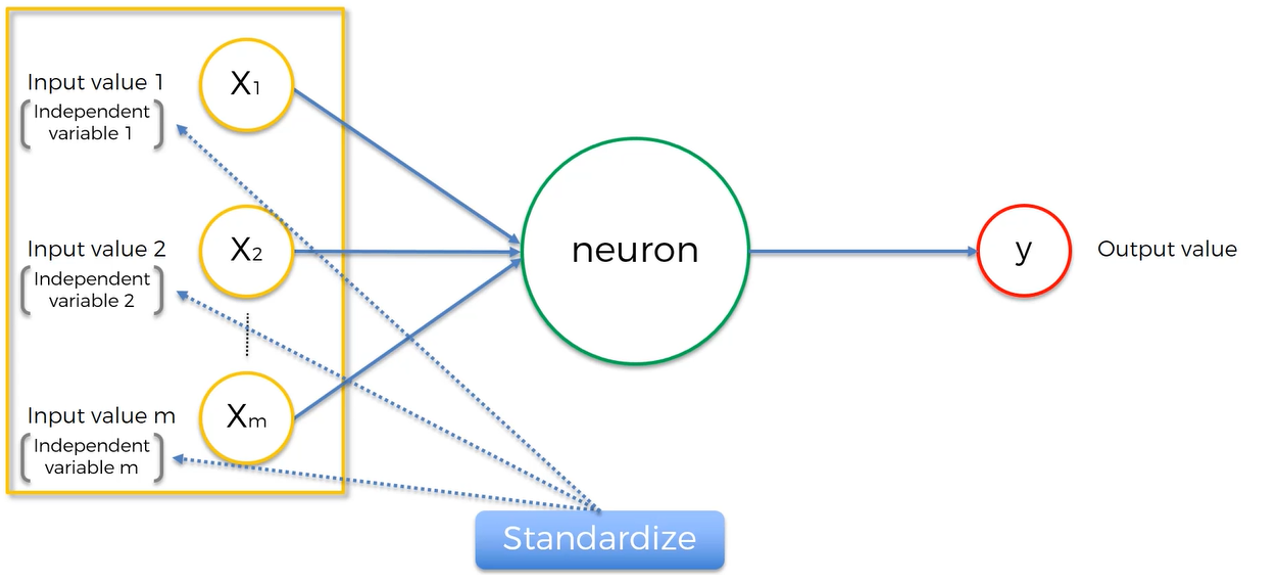 Input value 1
Independent
variable 1
X1
Input value 2
Independent
variable 2
X2
Input value m
Independent
variable m
Xm
neuron
y
Output value
Standardize